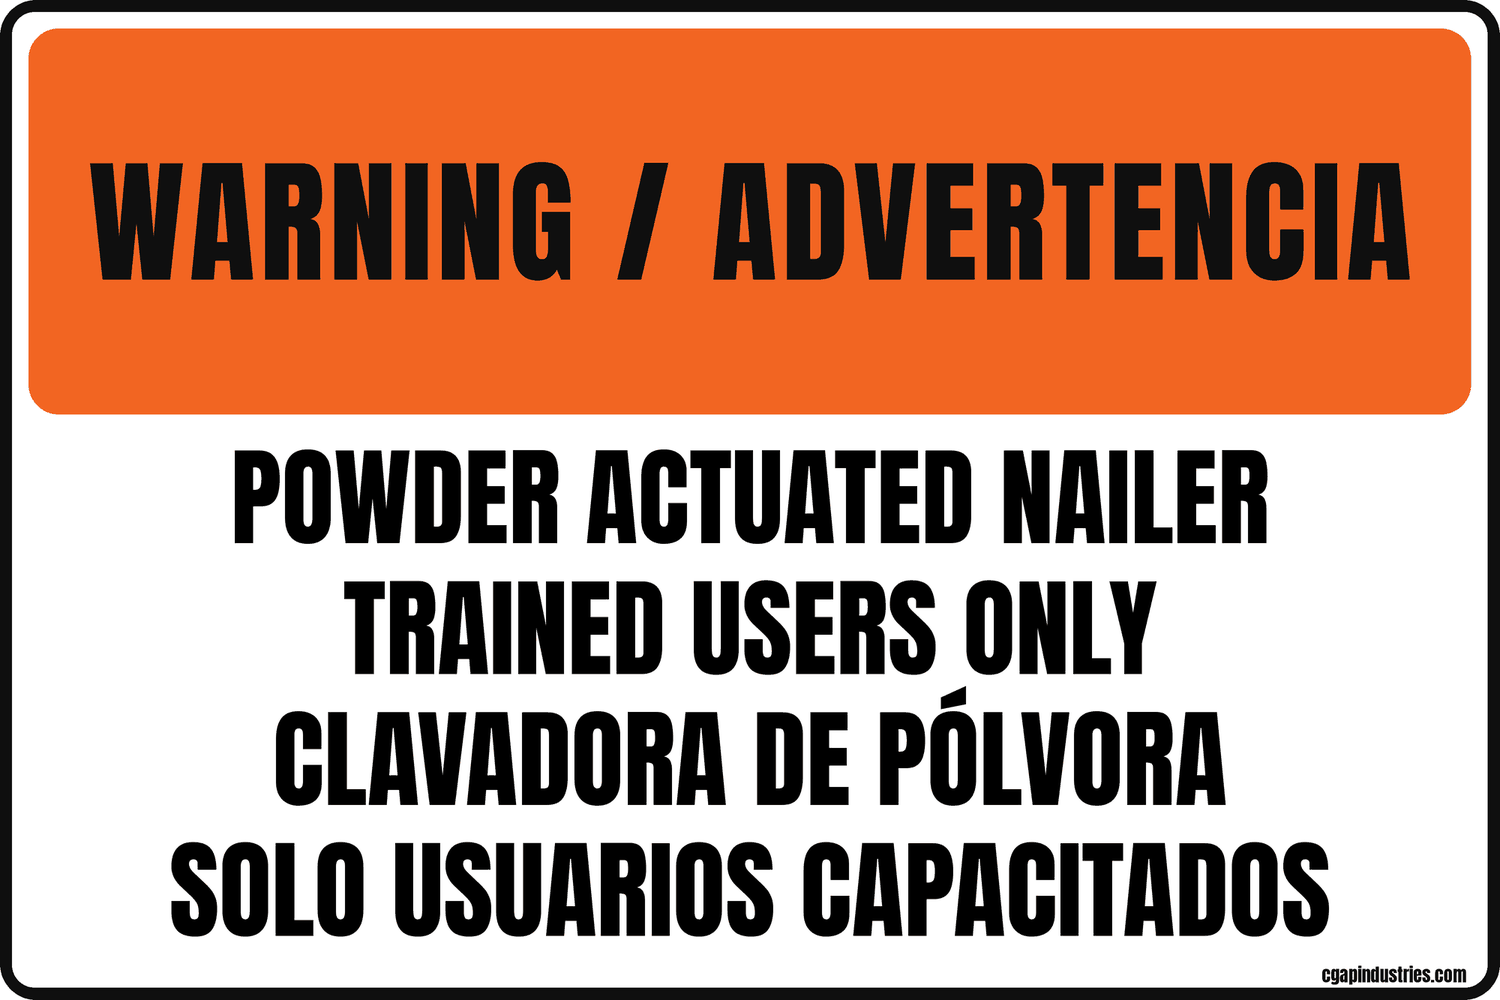 WARNING / ADVERTENCIA
POWDER ACTUATED NAILER
TRAINED USERS ONLY
CLAVADORA DE PÓLVORA
SOLO USUARIOS CAPACITADOS
cgapindustries.com